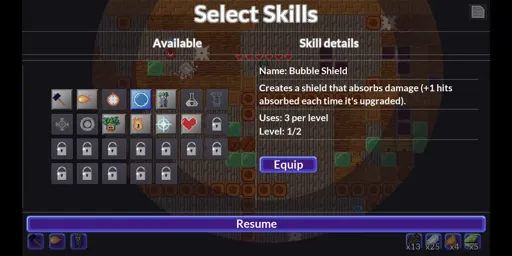 Select Skills
Available
Skill details
Name: Bubble Shield
Creates a shield that absorbs damage (+1 hits
absorbed each time it's upgraded).
Uses: 3 per level
Level: 1/2
Equip
Resume
x13 x25 x4 x5